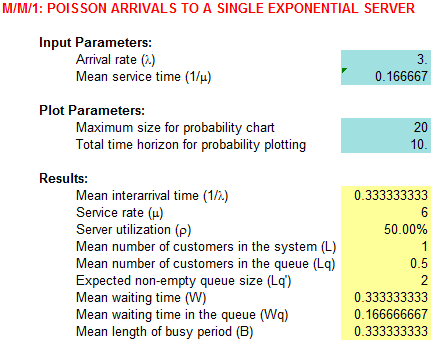 M/M/1: POISSON ARRIVALS TO A SINGLE EXPONENTIAL SERVER
Input Parameters:
Arrival rate (λ) 3.
Mean service time (1/μ) 0.166667
Plot Parameters:
Maximum size for probability chart 20
Total time horizon for probability plotting 10.
Results:
Mean interarrival time (1/λ) 0.333333333
Service rate (μ) 6
Server utilization (ρ) 50.00%
Mean number of customers in the system (L) 1
Mean number of customers in the queue (Lq) 0.5
Expected non-empty queue size (Lq') 2
Mean waiting time (W) 0.333333333
Mean waiting time in the queue (Wq) 0.166666667
Mean length of busy period (B) 0.333333333